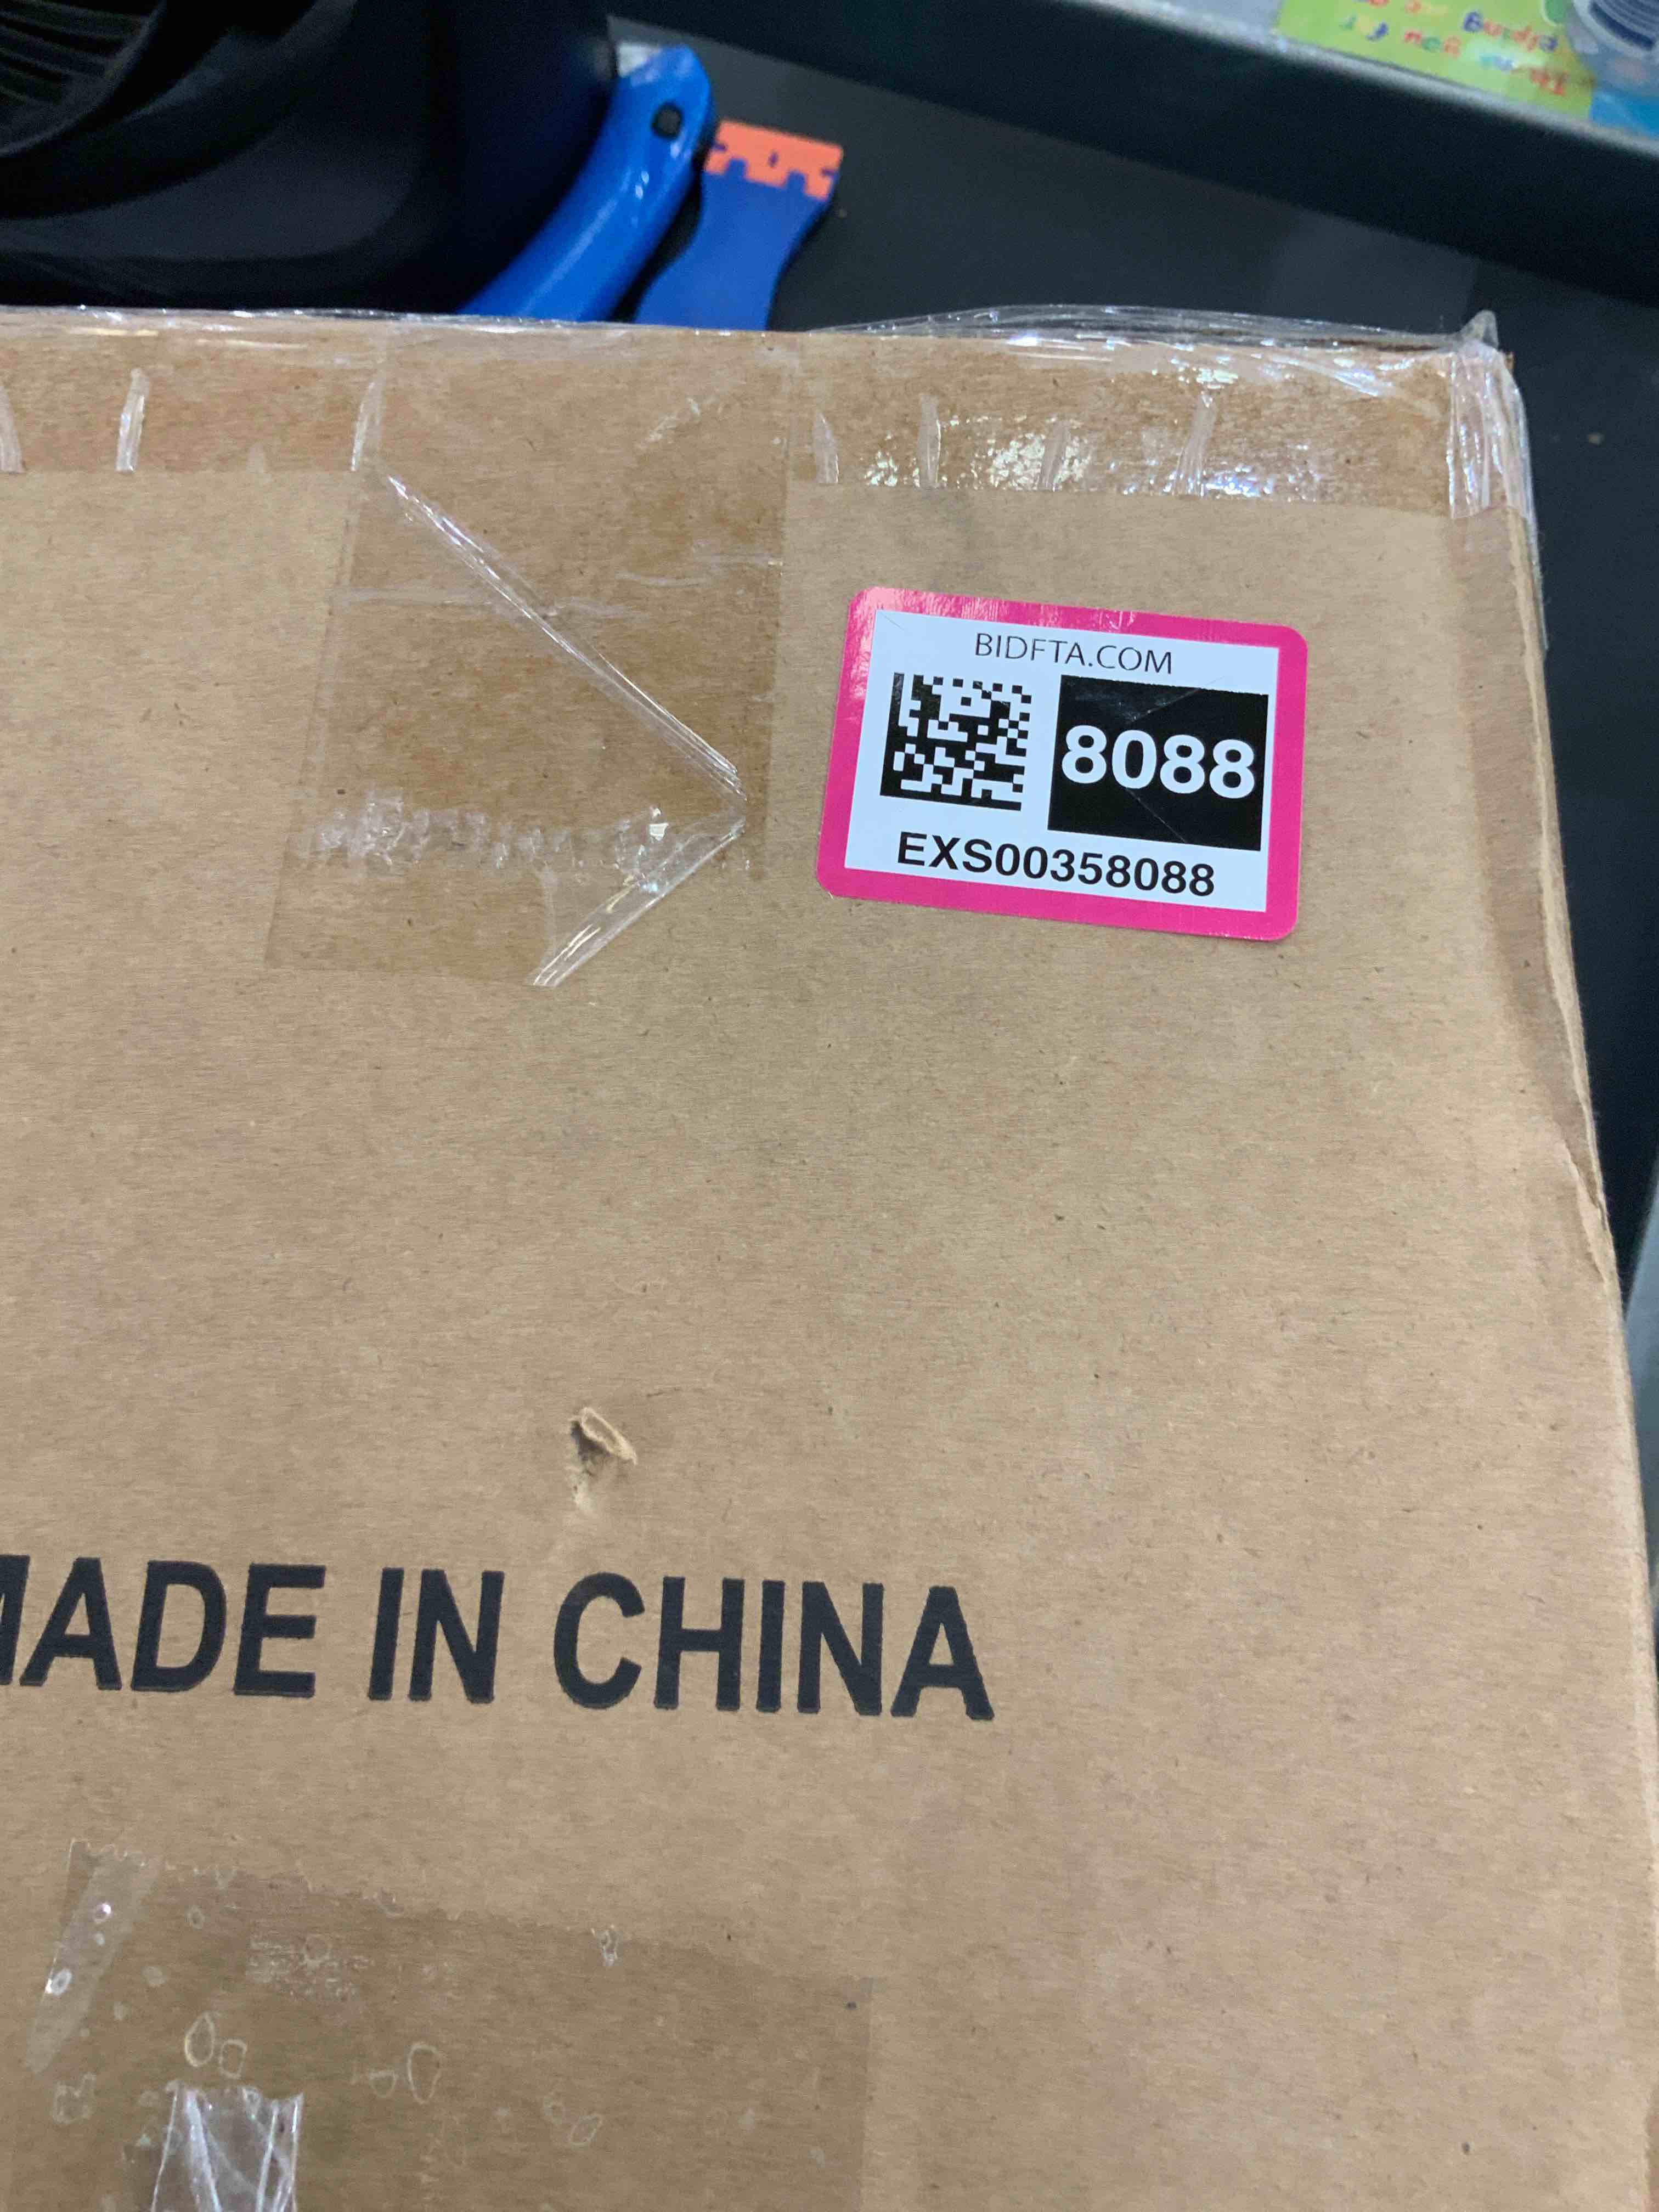 BIDFTA.COM
8088
EXS00358088
MADE IN CHINA